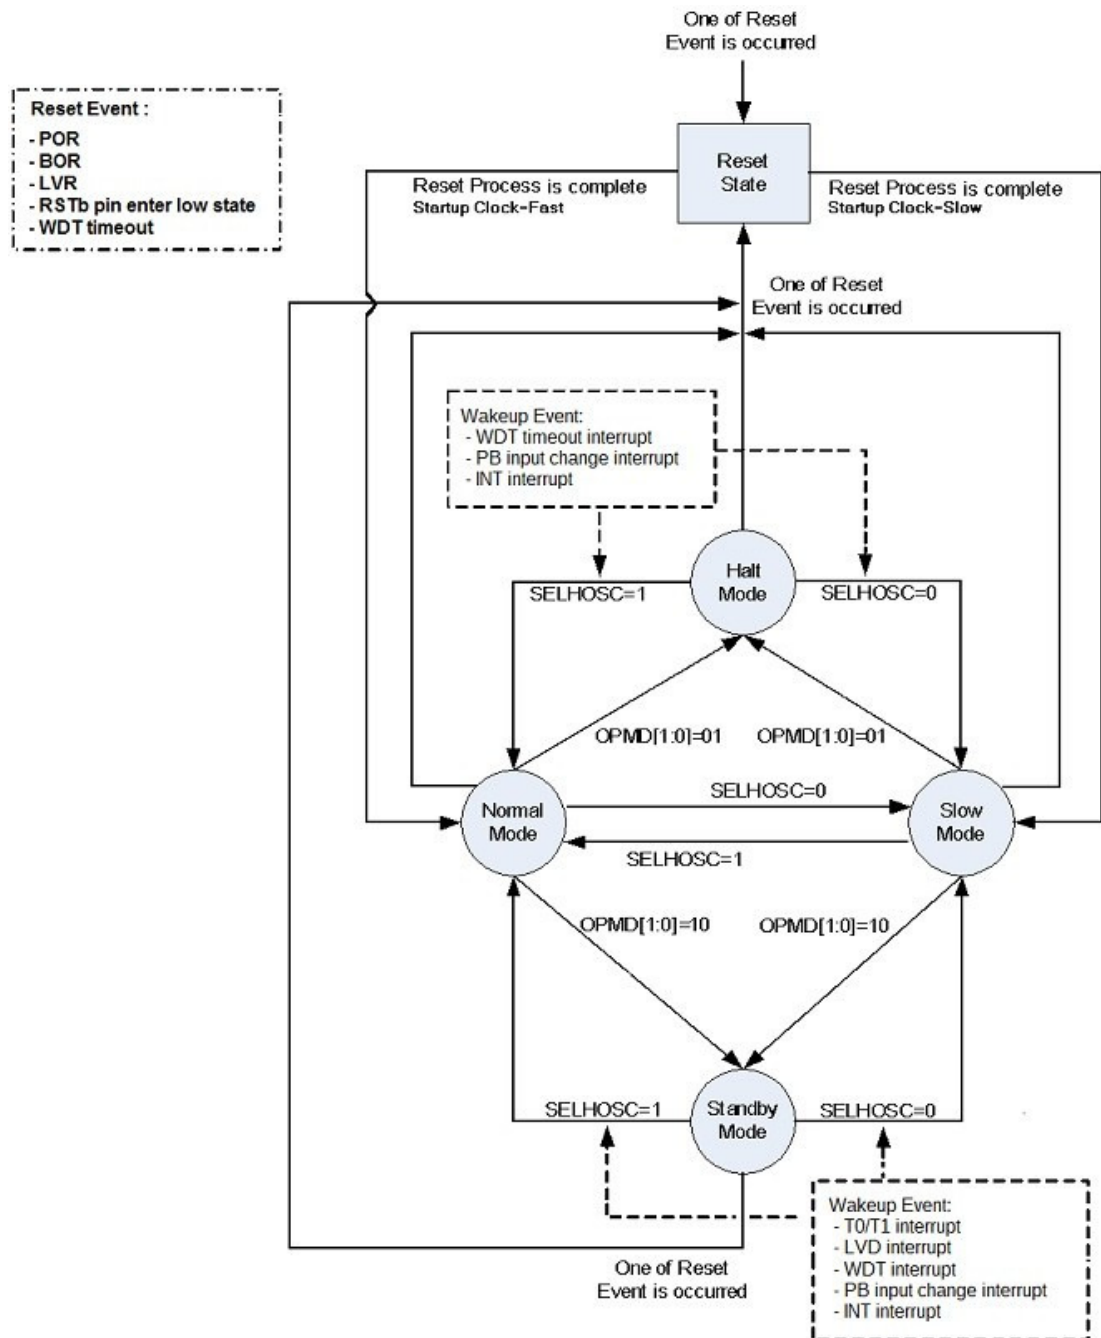 One of Reset
Event is occurred
Reset Event :
- POR
- BOR
- LVR
- RSTb pin enter low state
- WDT timeout
Reset
State
Reset Process is complete
Startup Clock-Fast
Reset Process is complete
Startup Clock-Slow
One of Reset
Event is occurred
Wakeup Event:
- WDT timeout interrupt
- PB input change interrupt
- INT interrupt
Halt
Mode
SELHOSC=1
SELHOSC=0
OPMD[1:0]=01
OPMD[1:0]=01
SELHOSC=0
Normal
Mode
Slow
Mode
SELHOSC=1
OPMD[1:0]=10
OPMD[1:0]=10
SELHOSC=1
Standby
Mode
SELHOSC=0
Wakeup Event:
- T0/T1 interrupt
- LVD interrupt
- WDT interrupt
- PB input change interrupt
- INT interrupt
One of Reset
Event is occurred